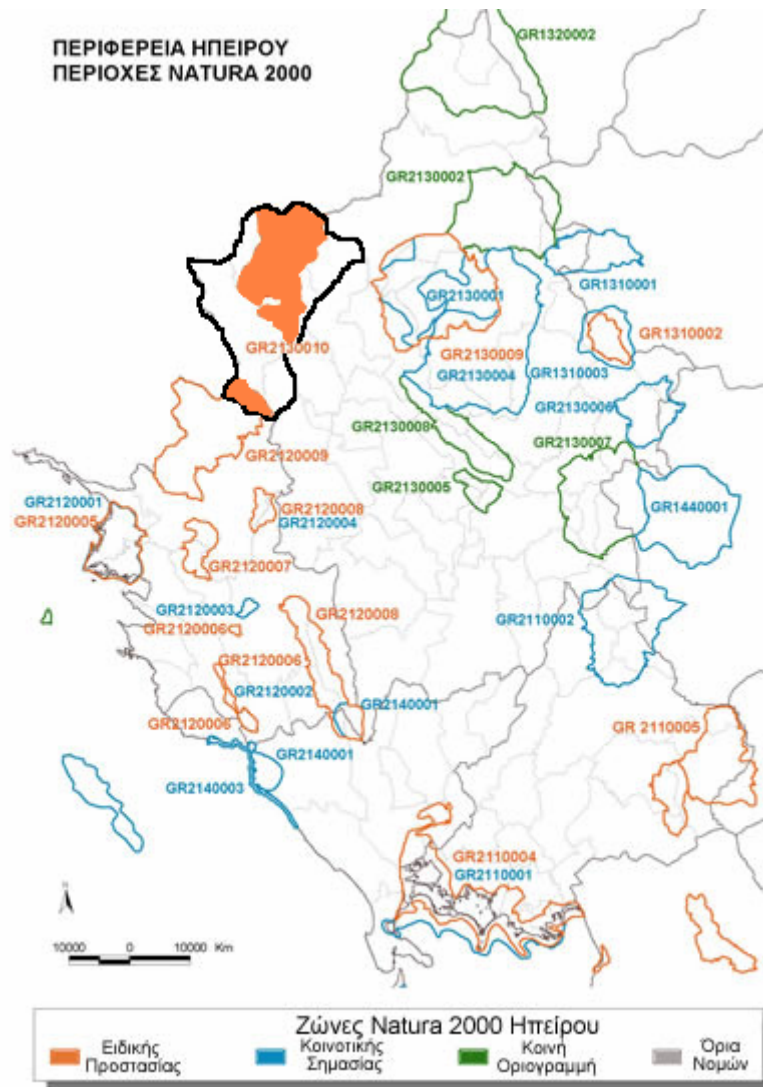 ΠΕΡΙΦΕΡΕΙΑ ΗΠΕΙΡΟΥ
ΠΕΡΙΟΧΕΣ NATURA 2000
GR1320002
GR2130002
GR2130001
GR1310001
GR1310002
GR2130010
GR2130009
GR2130004
GR1310003
GR2130006
GR2130008
GR2130007
GR2120009
GR2130005
GR2120001
GR2120005
GR2120008
GR2120004
GR1440001
GR2120007
GR2120003
GR2120008
GR2120006
GR2110002
GR2120006
GR2120002
GR2140001
GR2120006
GR 2110005
GR2140001
GR2140003
GR2110004
GR2110001
N
10000 0 10000 Km
Ζώνες Natura 2000 Ηπείρου
Ειδικής Προστασίας
Κοινοτικής Σημασίας
Κοινή Οριογραμμή
Όρια Νομών